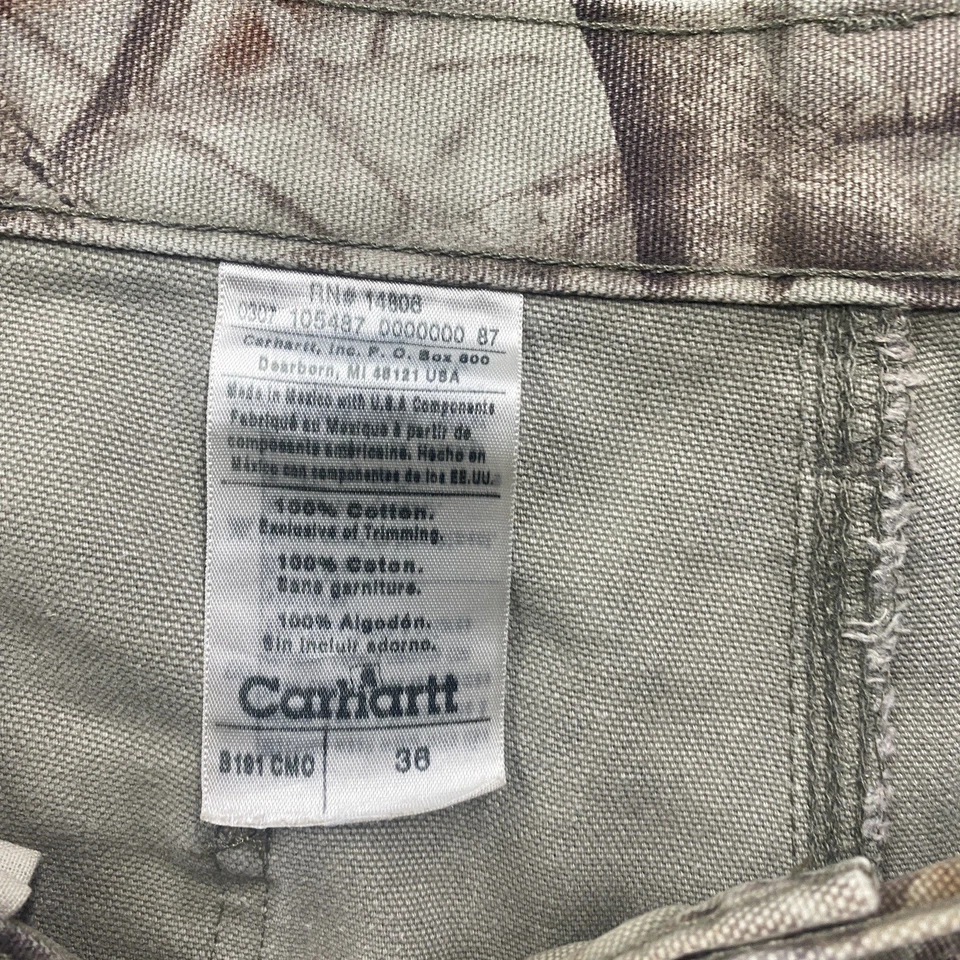 RN# 14806
0307 105487 0000000 87
Carhartt, Inc. P. O. Box 600
Dearborn, MI 48121 USA
Made in Mexico with U.S.A Components
Fabriqué au Mexique à partir de
composants américains. Hecho en
México con componentes de los EE.UU.
100% Cotton.
Exclusive of Trimming.
100% Coton.
Sans garniture.
100% Algodón.
Sin incluir adorno.
Carhartt
B191 CMO 36